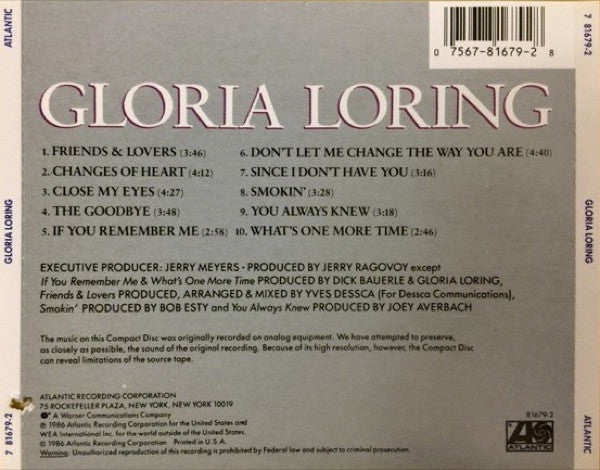 ATLANTIC
GLORIA LORING
7 81679-2
0 7567-81679-2 8
GLORIA LORING
1. FRIENDS & LOVERS (3:46)
2. CHANGES OF HEART (4:12)
3. CLOSE MY EYES (4:27)
4. THE GOODBYE (3:48)
5. IF YOU REMEMBER ME (2:58)
6. DON'T LET ME CHANGE THE WAY YOU ARE (4:40)
7. SINCE I DON'T HAVE YOU (3:16)
8. SMOKIN' (3:28)
9. YOU ALWAYS KNEW (3:18)
10. WHAT'S ONE MORE TIME (2:46)
EXECUTIVE PRODUCER: JERRY MEYERS • PRODUCED BY JERRY RAGOVOY except
If You Remember Me & What's One More Time PRODUCED BY DICK BAUERLE & GLORIA LORING,
Friends & Lovers PRODUCED, ARRANGED & MIXED BY YVES DESSCA (For Dessca Communications),
Smokin' PRODUCED BY BOB ESTY and You Always Knew PRODUCED BY JOEY AVERBACH
The music on this Compact Disc was originally recorded on analog equipment. We have attempted to preserve,
as closely as possible, the sound of the original recording. Because of its high resolution, however, the Compact Disc
can reveal limitations of the source tape.
ATLANTIC RECORDING CORPORATION
75 ROCKEFELLER PLAZA, NEW YORK, NEW YORK 10019
A Warner Communications Company
℗ 1986 Atlantic Recording Corporation for the United States and
WEA International Inc. for the world outside of the United States.
© 1986 Atlantic Recording Corporation Printed in U.S.A.
Warning: Unauthorized reproduction of this recording is prohibited by Federal law and subject to criminal prosecution.
81679-2
ATLANTIC
7 81679-2
GLORIA LORING
ATLANTIC